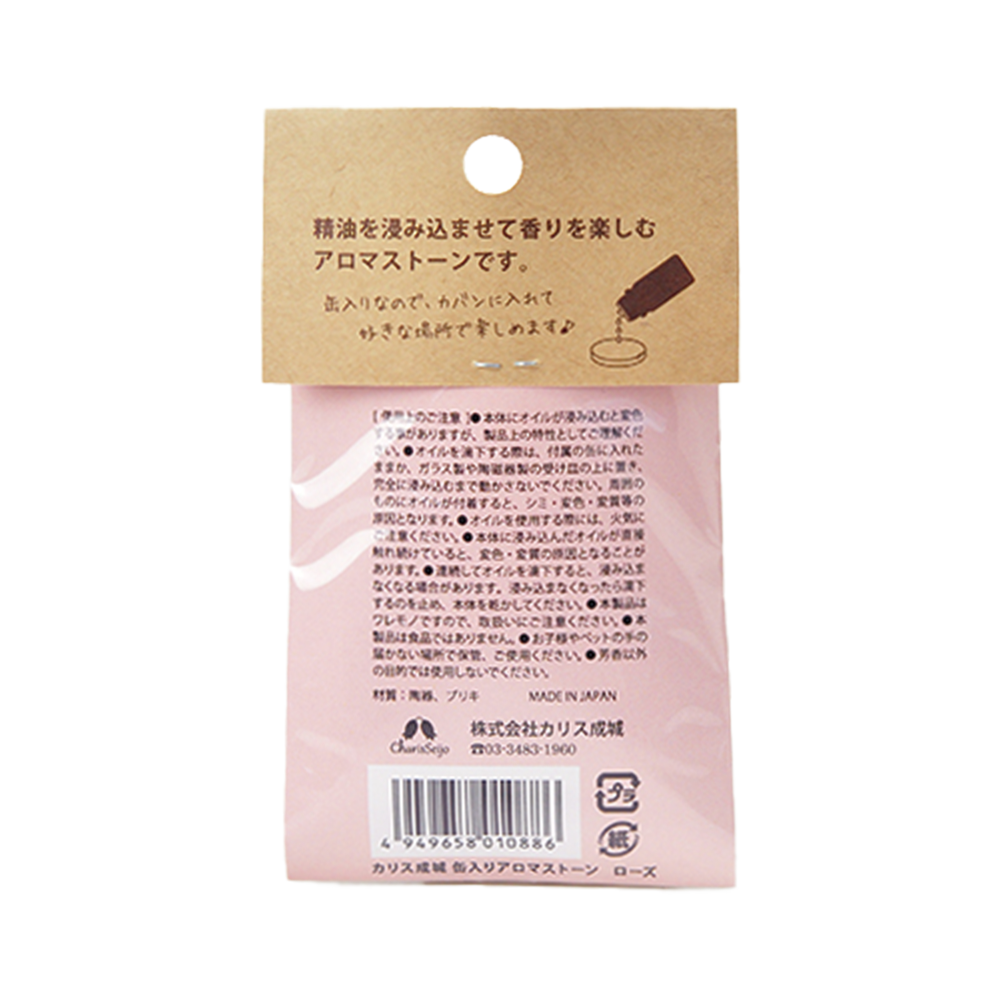 精油を浸み込ませて香りを楽しむ
アロマストーンです。
缶入りなので、カバンに入れて
好きな場所で楽しめます♪
[ 使用上のご注意 ]●本体にオイルが浸み込むと変色
する事がありますが、製品上の特性としてご理解くだ
さい。●オイルを滴下する際は、付属の缶に入れた
ままか、ガラス製や陶磁器製の受け皿の上に置き、
完全に浸み込むまで動かさないでください。周囲の
ものにオイルが付着すると、シミ・変色・変質等の
原因となります。●オイルを使用する際には、火気に
ご注意ください。●本体に浸み込んだオイルが直接
触れ続けていると、変色・変質の原因となることが
あります。●連続してオイルを滴下すると、浸み込ま
なくなる場合があります。浸み込まなくなったら滴下
するのを止め、本体を乾かしてください。●本製品は
ワレモノですので、取扱いにご注意ください。●本
製品は食品ではありません。●お子様やペットの手の
届かない場所で保管、ご使用ください。●芳香以外
の目的では使用しないでください。
材質:陶器、ブリキ MADE IN JAPAN
CharisSeijo
株式会社カリス成城
☎03-3483-1960
プラ
紙
4 949658 010886
カリス成城 缶入りアロマストーン ローズ